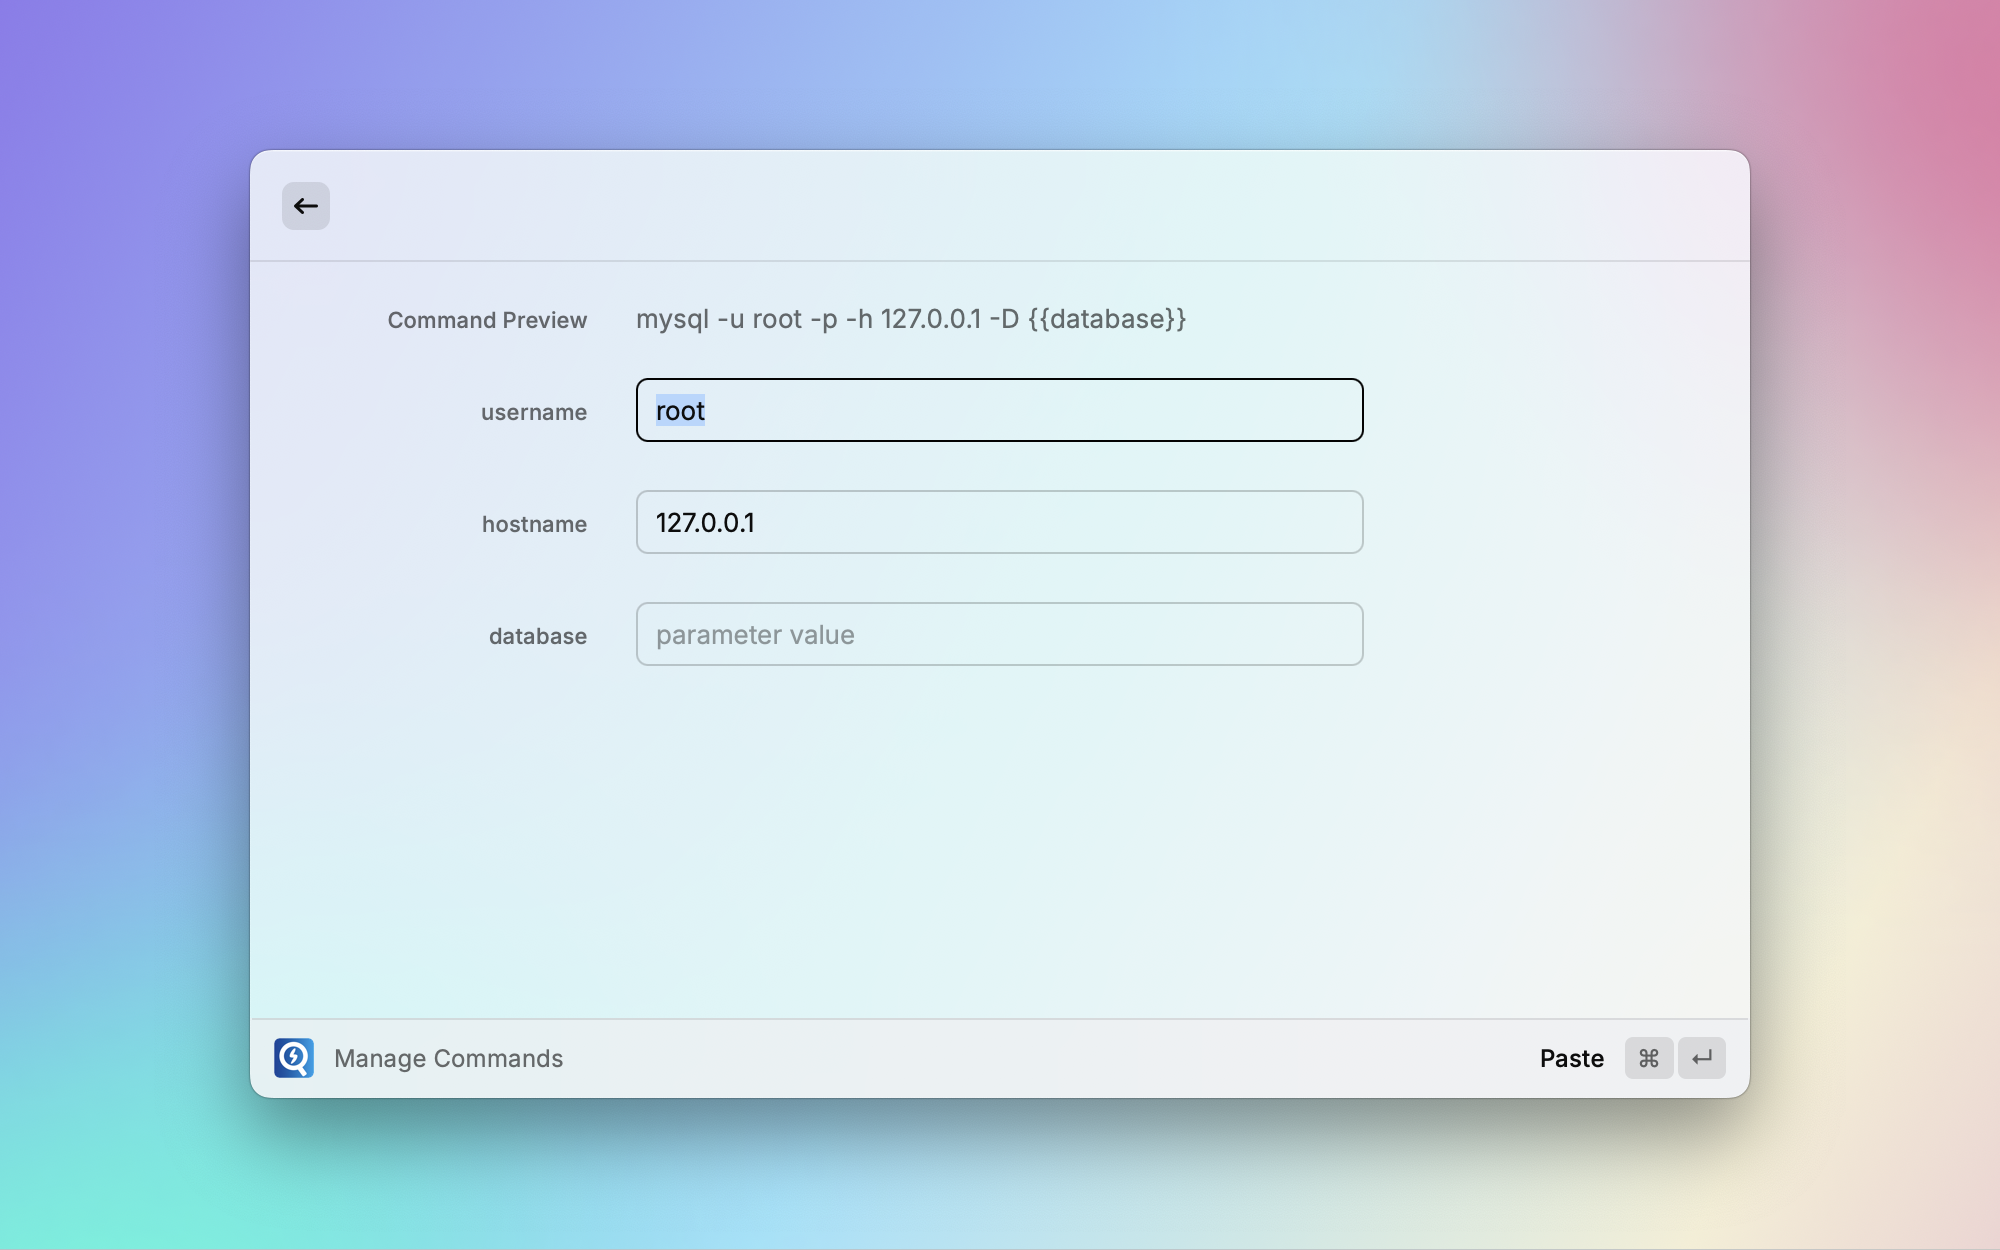 Command Preview mysql -u root -p -h 127.0.0.1 -D {{database}}
username root
hostname 127.0.0.1
database parameter value
Manage Commands Paste ⌘ ↵